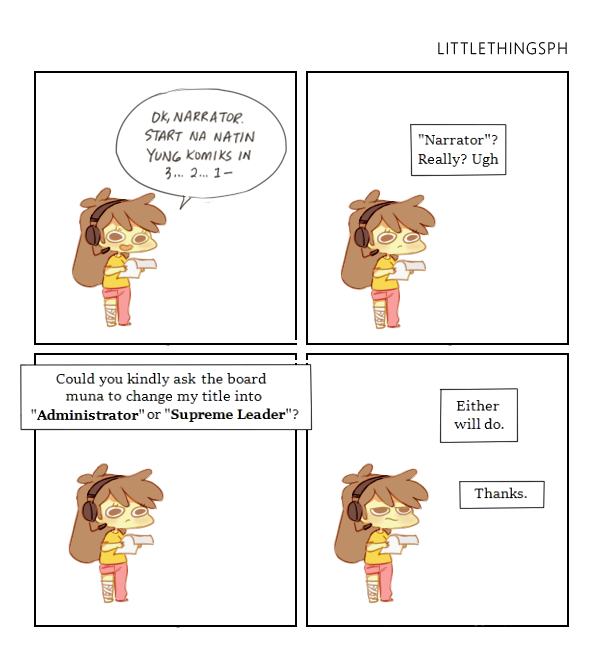 LITTLETHINGSPH
OK, NARRATOR.
START NA NATIN
YUNG KOMIKS IN
3... 2... 1-
"Narrator"?
Really? Ugh
Could you kindly ask the board
muna to change my title into
"Administrator" or "Supreme Leader"?
Either
will do.
Thanks.